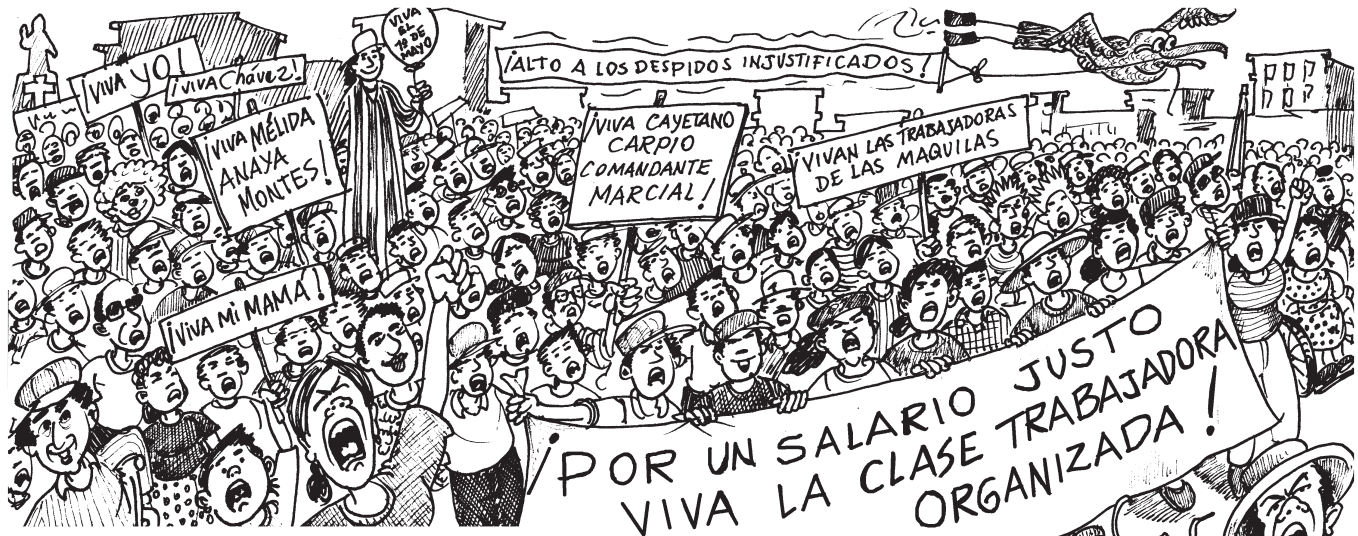 VIVA
EL
1º DE
MAYO
¡VIVA YO!
¡VIVA Chávez!
¡ALTO A LOS DESPIDOS INJUSTIFICADOS!
¡VIVA MÉLIDA
ANAYA
MONTES!
¡VIVA CAYETANO
CARPIO
COMANDANTE
MARCIAL!
¡VIVAN LAS TRABAJADORAS
DE LAS MAQUILAS
¡VIVA MI MAMA!
¡POR UN SALARIO JUSTO
VIVA LA CLASE TRABAJADORA
ORGANIZADA!